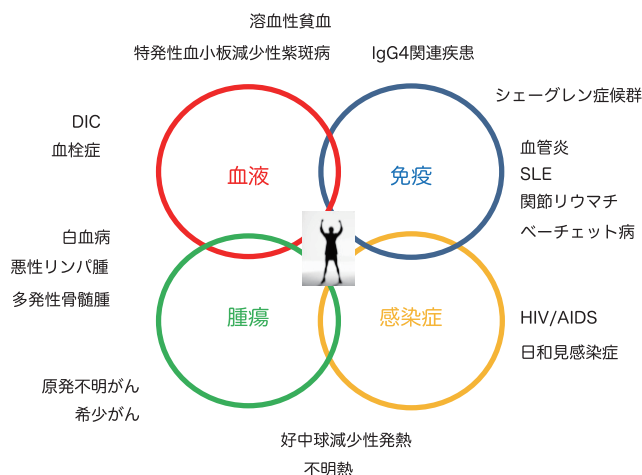 溶血性貧血
特発性血小板減少性紫斑病
IgG4関連疾患
シェーグレン症候群
DIC
血栓症
血管炎
SLE
関節リウマチ
ベーチェット病
血液
免疫
白血病
悪性リンパ腫
多発性骨髄腫
腫瘍
感染症
HIV/AIDS
日和見感染症
原発不明がん
希少がん
好中球減少性発熱
不明熱